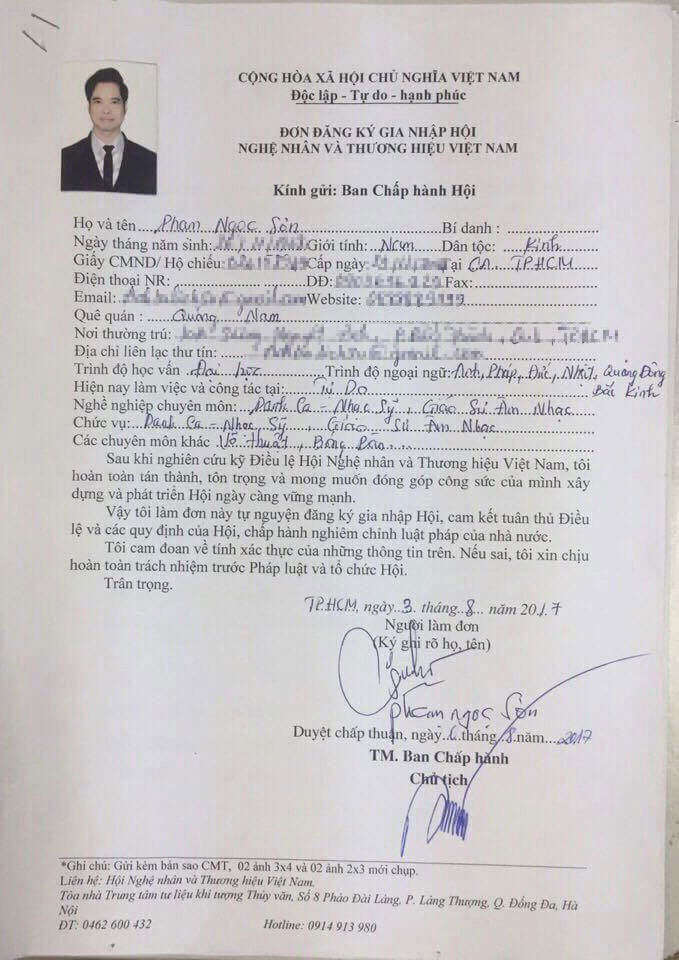 CỘNG HÒA XÃ HỘI CHỦ NGHĨA VIỆT NAM
Độc lập - Tự do - hạnh phúc
ĐƠN ĐĂNG KÝ GIA NHẬP HỘI
NGHỆ NHÂN VÀ THƯƠNG HIỆU VIỆT NAM
Kính gửi: Ban Chấp hành Hội
Họ và tên....Phạm Ngọc Sơn.... Bí danh :
Ngày tháng năm sinh: Giới tính: Nam Dân tộc: Kinh
Giấy CMND/ Hộ chiếu: Cấp ngày: Tại CA. TPHCM
Điện thoại NR: DĐ: Fax:
Email: Website:
Quê quán : Quảng Nam
Nơi thường trú: TPHCM
Địa chỉ liên lạc thư tín:
Trình độ học vấn Đại học Trình độ ngoại ngữ: Anh, Pháp, Đức, Nhật, Quảng Đông
Bắc Kinh
Hiện nay làm việc và công tác tại: Tự Do
Nghề nghiệp chuyên môn: Danh Ca - Nhạc Sỹ, Giáo Sư Âm Nhạc
Chức vụ: Danh Ca - Nhạc Sỹ, Giáo Sư Âm Nhạc
Các chuyên môn khác Võ thuật, Bóng Bàn
Sau khi nghiên cứu kỹ Điều lệ Hội Nghệ nhân và Thương hiệu Việt Nam, tôi
hoàn toàn tán thành, tôn trọng và mong muốn đóng góp công sức của mình xây
dựng và phát triển Hội ngày càng vững mạnh.
Vậy tôi làm đơn này tự nguyện đăng ký gia nhập Hội, cam kết tuân thủ Điều
lệ và các quy định của Hội, chấp hành nghiêm chỉnh luật pháp của nhà nước.
Tôi cam đoan về tính xác thực của những thông tin trên. Nếu sai, tôi xin chịu
hoàn toàn trách nhiệm trước Pháp luật và tổ chức Hội.
Trân trọng.
TP.HCM, ngày..3. tháng..8... năm 201.7
Người làm đơn
(Ký ghi rõ họ, tên)
Phạm Ngọc Sơn
Duyệt chấp thuận, ngày.6.tháng..8.năm...2017
TM. Ban Chấp hành
Chủ tịch
*Ghi chú: Gửi kèm bản sao CMT, 02 ảnh 3x4 và 02 ảnh 2x3 mới chụp.
Liên hệ: Hội Nghệ nhân và Thương hiệu Việt Nam.
Tòa nhà Trung tâm tư liệu khí tượng Thủy văn, Số 8 Pháo Đài Láng, P. Láng Thượng, Q. Đống Đa, Hà
Nội
ĐT: 0462 600 432 Hotline: 0914 913 980